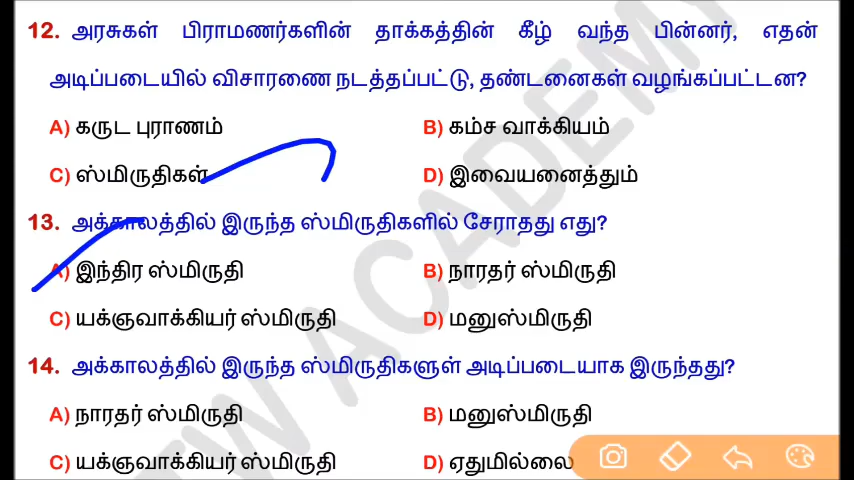 12. அரசுகள் பிராமணர்களின் தாக்கத்தின் கீழ் வந்த பின்னர், எதன்
அடிப்படையில் விசாரணை நடத்தப்பட்டு, தண்டனைகள் வழங்கப்பட்டன?
A) கருட புராணம் B) கம்ச வாக்கியம்
C) ஸ்மிருதிகள் D) இவையனைத்தும்
13. அக்காலத்தில் இருந்த ஸ்மிருதிகளில் சேராதது எது?
A) இந்திர ஸ்மிருதி B) நாரதர் ஸ்மிருதி
C) யக்ஞவாக்கியர் ஸ்மிருதி D) மனுஸ்மிருதி
14. அக்காலத்தில் இருந்த ஸ்மிருதிகளுள் அடிப்படையாக இருந்தது?
A) நாரதர் ஸ்மிருதி B) மனுஸ்மிருதி
C) யக்ஞவாக்கியர் ஸ்மிருதி D) ஏதுமில்லை
TW ACADEMY